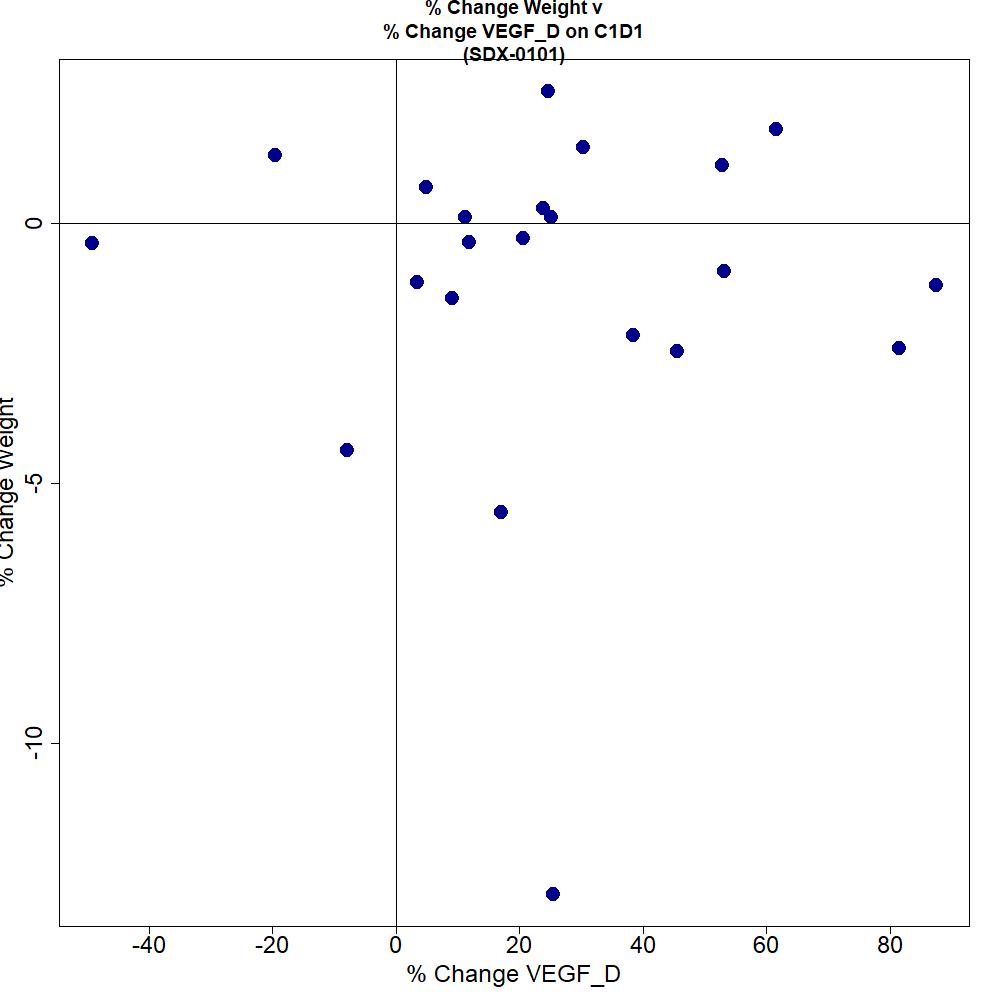 % Change Weight v
% Change VEGF_D on C1D1
(SDX-0101)
% Change Weight
0
-5
-10
-40
-20
0
20
40
60
80
% Change VEGF_D